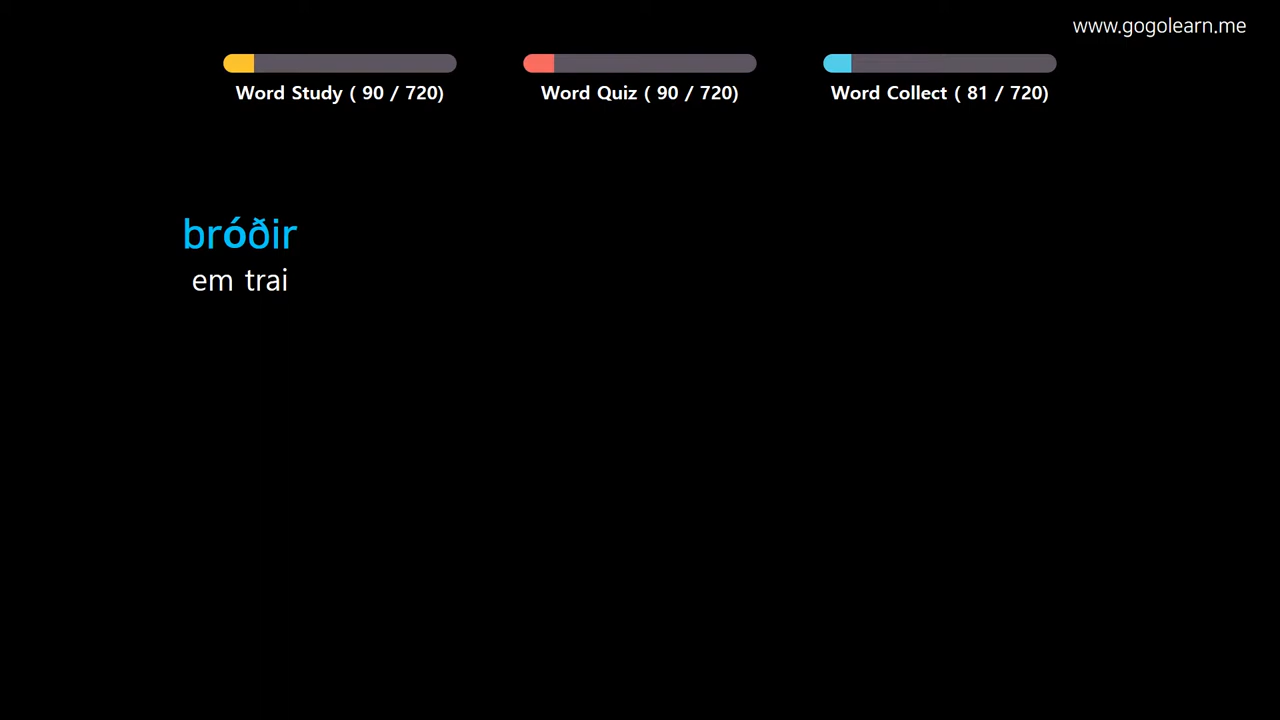 www.gogolearn.me
Word Study ( 90 / 720)
Word Quiz ( 90 / 720)
Word Collect ( 81 / 720)
bróðir
em trai